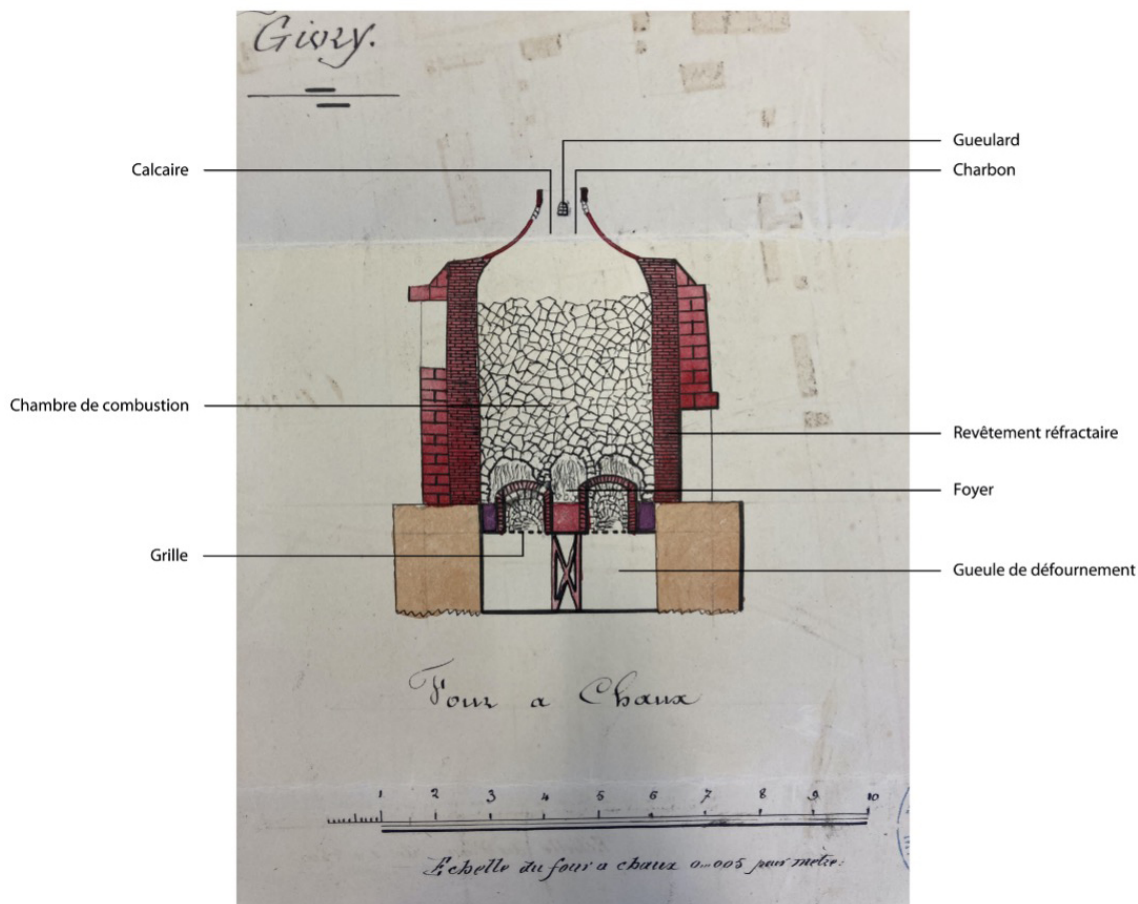 Givry.
Gueulard
Calcaire
Charbon
Chambre de combustion
Revêtement réfractaire
Foyer
Grille
Gueule de défournement
Four a Chaux
1 2 3 4 5 6 7 8 9 10
Echelle du four a chaux 0m005 pour metre.